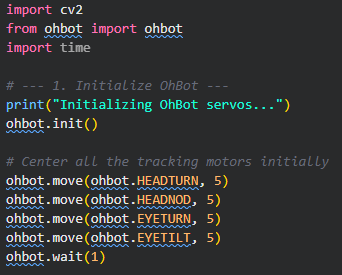 import cv2
from ohbot import ohbot
import time
# --- 1. Initialize OhBot ---
print("Initializing OhBot servos...")
ohbot.init()
# Center all the tracking motors initially
ohbot.move(ohbot.HEADTURN, 5)
ohbot.move(ohbot.HEADNOD, 5)
ohbot.move(ohbot.EYETURN, 5)
ohbot.move(ohbot.EYETILT, 5)
ohbot.wait(1)